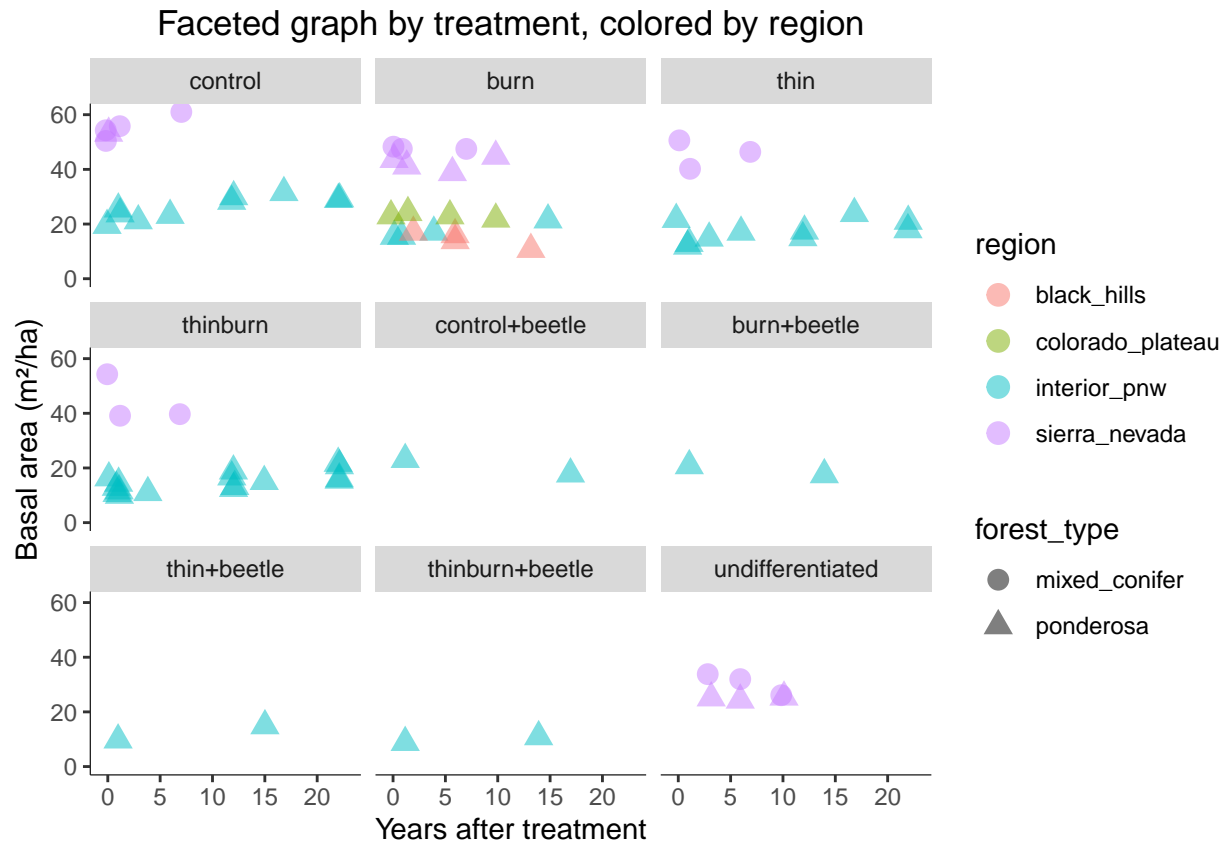 Faceted graph by treatment, colored by region
control
burn
thin
60
40
20
0
thinburn
control+beetle
burn+beetle
60
40
20
0
thin+beetle
thinburn+beetle
undifferentiated
60
40
20
0
0 5 10 15 20
0 5 10 15 20
0 5 10 15 20
Years after treatment
Basal area (m²/ha)
region
black_hills
colorado_plateau
interior_pnw
sierra_nevada
forest_type
mixed_conifer
ponderosa